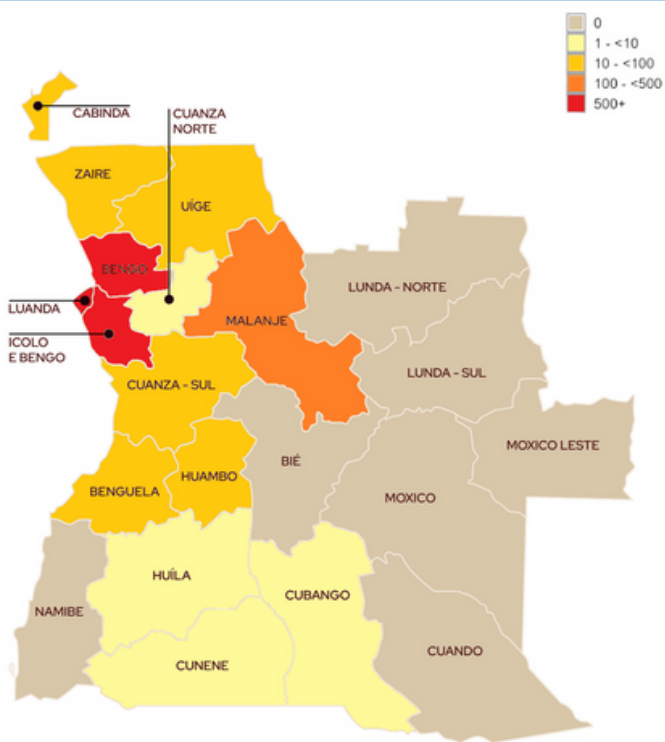 0
1 - <10
10 - <100
100 - <500
500+
CABINDA
CUANZA
NORTE
ZAIRE
UÍGE
BENGO
LUNDA - NORTE
LUANDA
MALANJE
ICOLO
E BENGO
LUNDA - SUL
CUANZA - SUL
MOXICO LESTE
BIÉ
HUAMBO
BENGUELA
MOXICO
HUÍLA
CUBANGO
NAMIBE
CUANDO
CUNENE